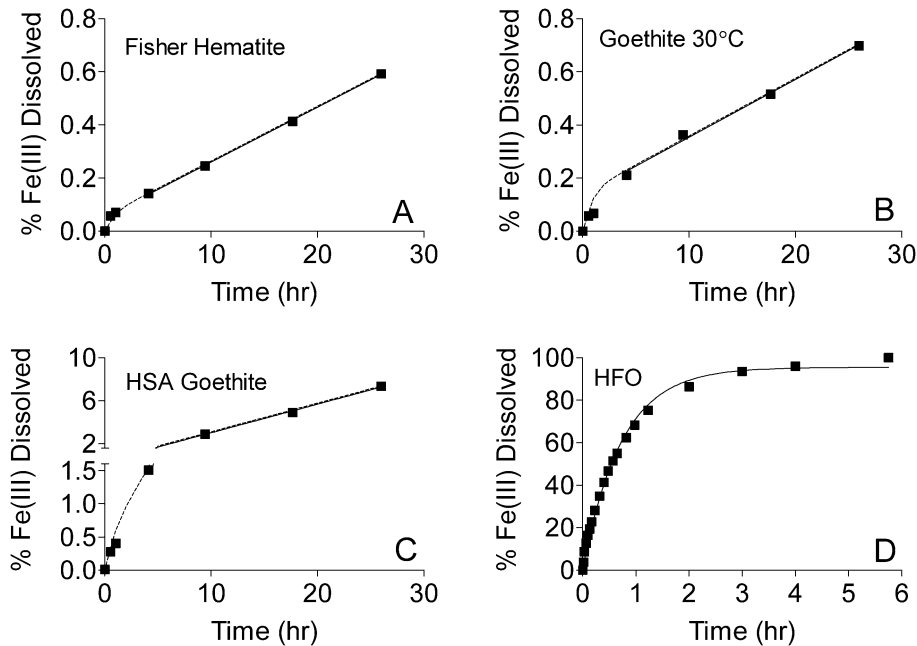 Fisher Hematite
% Fe(III) Dissolved
0.8
0.6
0.4
0.2
0.0
0 10 20 30
Time (hr)
A
Goethite 30°C
% Fe(III) Dissolved
0.8
0.6
0.4
0.2
0.0
0 10 20 30
Time (hr)
B
HSA Goethite
% Fe(III) Dissolved
10
6
2
1.5
1.0
0.5
0.0
0 10 20 30
Time (hr)
C
HFO
% Fe(III) Dissolved
100
80
60
40
20
0
0 1 2 3 4 5 6
Time (hr)
D